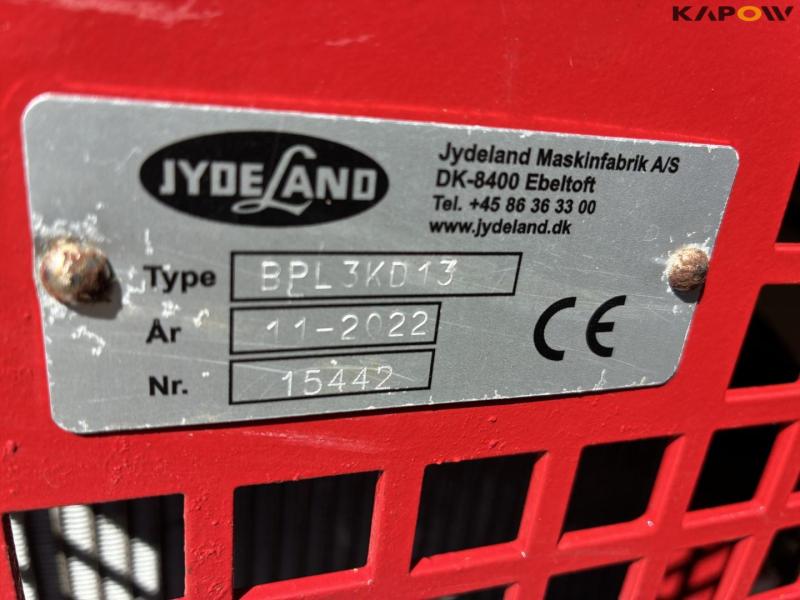 KAPOW
JYDELAND
Jydeland Maskinfabrik A/S
DK-8400 Ebeltoft
Tel. +45 86 36 33 00
www.jydeland.dk
Type BPL3KD13
År 11-2022
Nr. 15442
CE